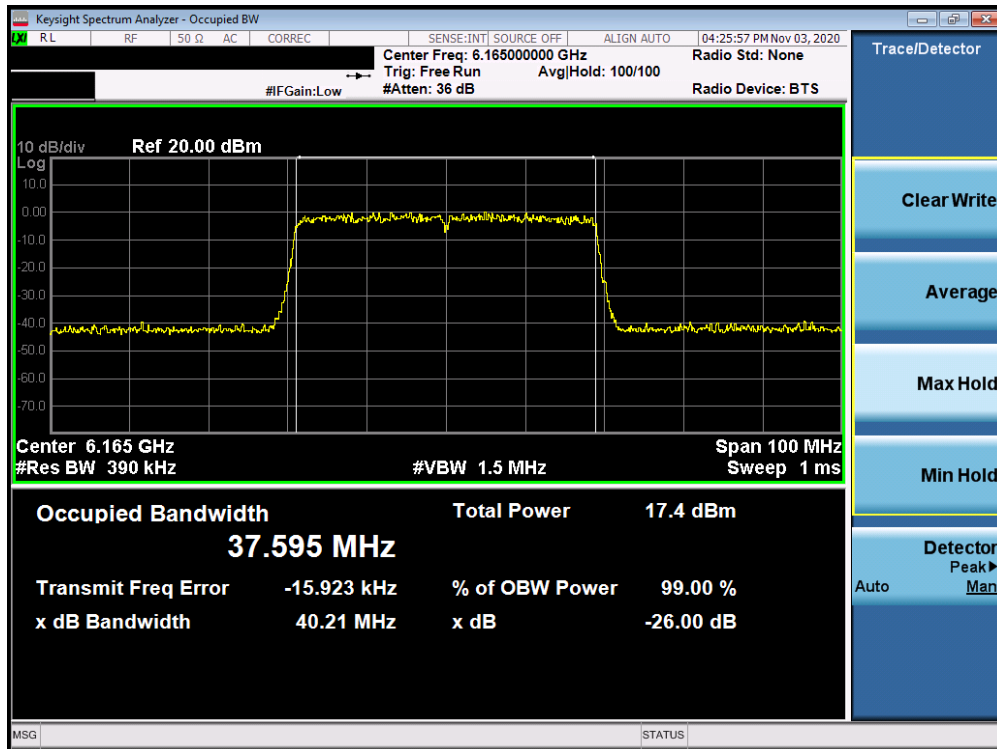 Keysight Spectrum Analyzer - Occupied BW
LXI RL RF 50 Ω AC CORREC SENSE:INT SOURCE OFF ALIGN AUTO 04:25:57 PM Nov 03, 2020
Center Freq: 6.165000000 GHz Radio Std: None
Trig: Free Run Avg|Hold: 100/100
#IFGain:Low #Atten: 36 dB Radio Device: BTS
Trace/Detector
10 dB/div Ref 20.00 dBm
Log
10.0
0.00
-10.0
-20.0
-30.0
-40.0
-50.0
-60.0
-70.0
Center 6.165 GHz Span 100 MHz
#Res BW 390 kHz #VBW 1.5 MHz Sweep 1 ms
Occupied Bandwidth Total Power 17.4 dBm
37.595 MHz
Transmit Freq Error -15.923 kHz % of OBW Power 99.00 %
x dB Bandwidth 40.21 MHz x dB -26.00 dB
Clear Write
Average
Max Hold
Min Hold
Detector
Peak▶
Auto Man
MSG STATUS